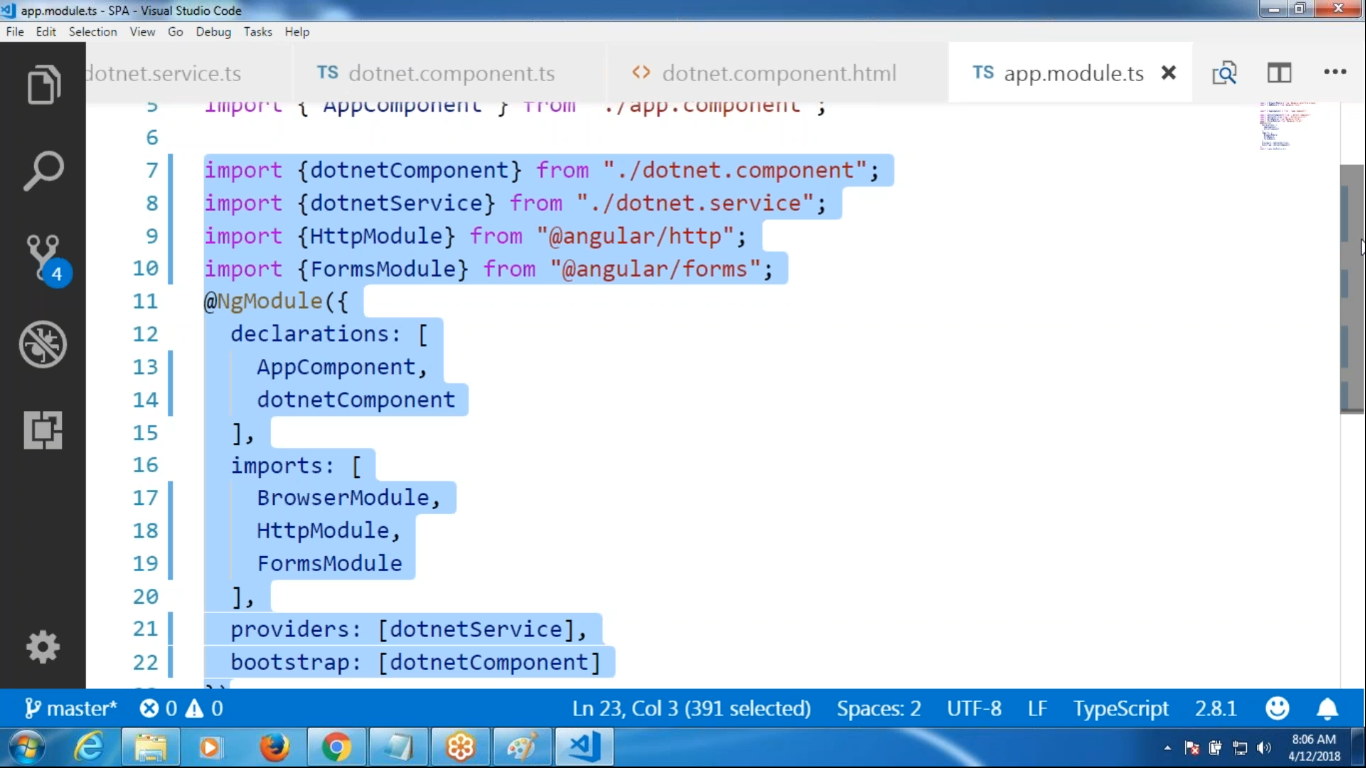 app.module.ts - SPA - Visual Studio Code
File Edit Selection View Go Debug Tasks Help
dotnet.service.ts TS dotnet.component.ts <> dotnet.component.html TS app.module.ts
5 import { AppComponent } from './app.component';
6
7 import {dotnetComponent} from "./dotnet.component";
8 import {dotnetService} from "./dotnet.service";
9 import {HttpModule} from "@angular/http";
10 import {FormsModule} from "@angular/forms";
11 @NgModule({
12 declarations: [
13 AppComponent,
14 dotnetComponent
15 ],
16 imports: [
17 BrowserModule,
18 HttpModule,
19 FormsModule
20 ],
21 providers: [dotnetService],
22 bootstrap: [dotnetComponent]
4
master* 0 0 Ln 23, Col 3 (391 selected) Spaces: 2 UTF-8 LF TypeScript 2.8.1
8:06 AM
4/12/2018